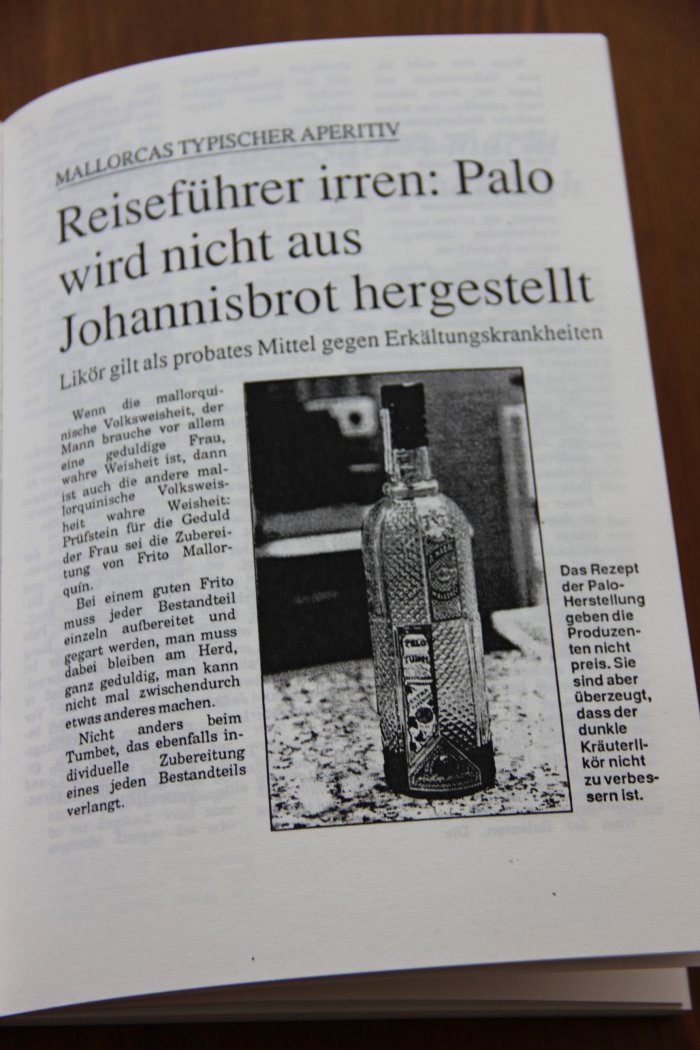 MALLORCAS TYPISCHER APERITIV
Reiseführer irren: Palo
wird nicht aus
Johannisbrot hergestellt
Likör gilt als probates Mittel gegen Erkältungskrankheiten
Wenn die mallorqui-
nische Volksweisheit, der
Mann brauche vor allem
eine geduldige Frau,
wahre Weisheit ist, dann
ist auch die andere mal-
lorquinische Volksweis-
heit wahre Weisheit:
Prüfstein für die Geduld
der Frau sei die Zuberei-
tung von Frito Mallor-
quín.
Bei einem guten Frito
muss jeder Bestandteil
einzeln aufbereitet und
gegart werden, man muss
dabei bleiben am Herd,
ganz geduldig, man kann
nicht mal zwischendurch
etwas anderes machen.
Nicht anders beim
Tumbet, das ebenfalls in-
dividuelle Zubereitung
eines jeden Bestandteils
verlangt.
PALO
TUNEL
Das Rezept
der Palo-
Herstellung
geben die
Produzen-
ten nicht
preis. Sie
sind aber
überzeugt,
dass der
dunkle
Kräuterli-
kör nicht
zu verbes-
sern ist.